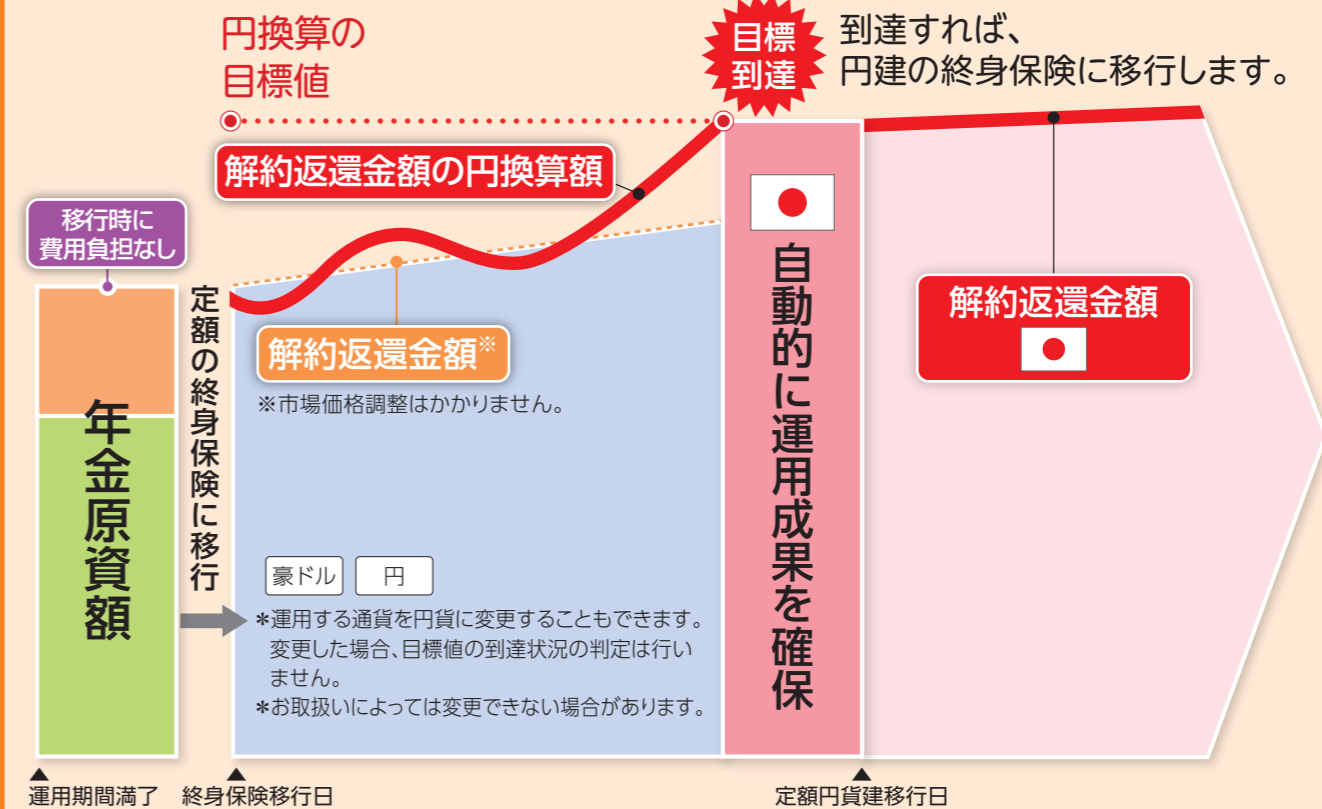 円換算の
目標値
目標
到達
到達すれば、
円建の終身保険に移行します。
解約返還金額の円換算額
移行時に
費用負担なし
年金原資額
定額の終身保険に移行
解約返還金額※
※市場価格調整はかかりません。
豪ドル
円
*運用する通貨を円貨に変更することもできます。
変更した場合、目標値の到達状況の判定は行い
ません。
*お取扱いによっては変更できない場合があります。
自動的に運用成果を確保
解約返還金額
運用期間満了
終身保険移行日
定額円貨建移行日